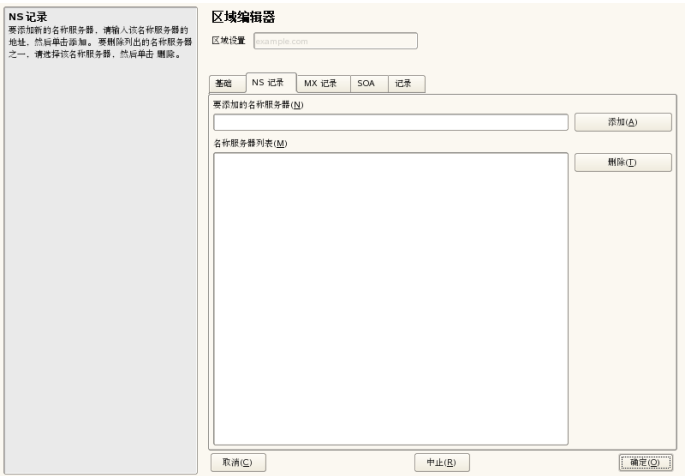 NS 记录
要添加新的名称服务器，请输入该名称服务器的
地址，然后单击添加。 要删除列出的名称服务器
之一，请选择该名称服务器，然后单击 删除。
区域编辑器
区域设置 example.com
基础 NS 记录 MX 记录 SOA 记录
要添加的名称服务器(N)
添加(A)
名称服务器列表(M)
删除(T)
取消(C) 中止(R) 确定(O)